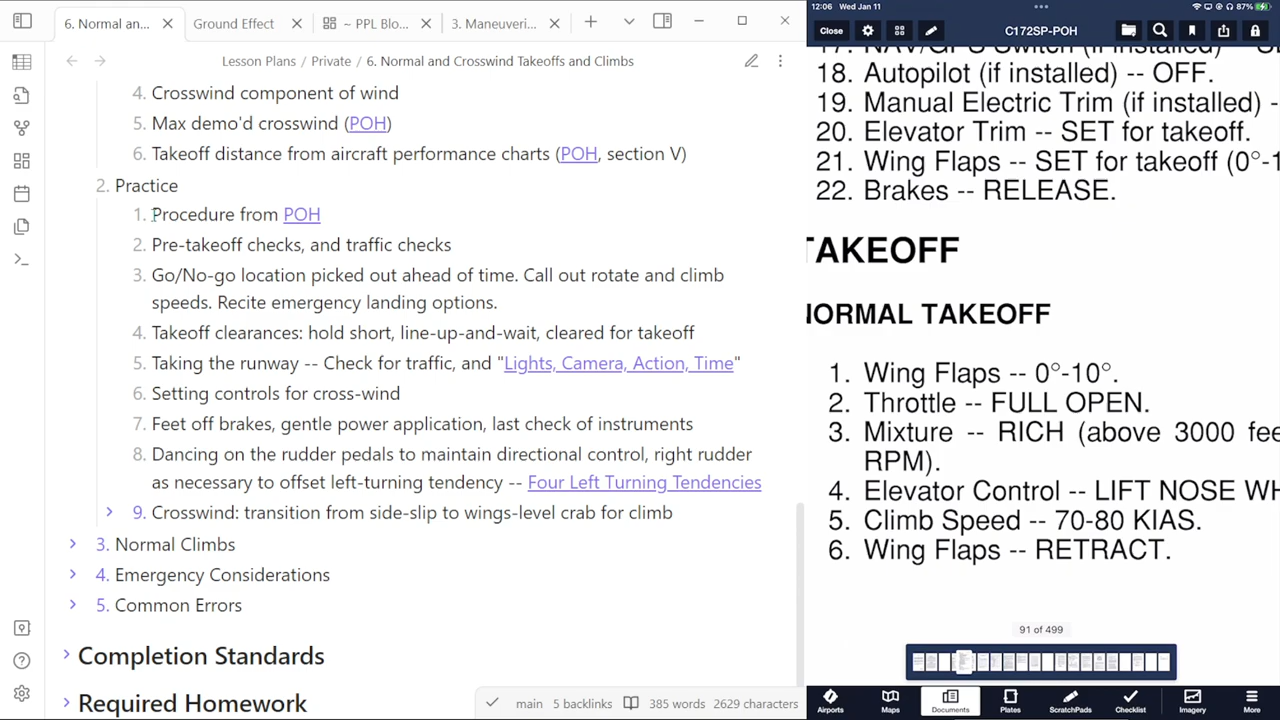 6. Normal an...
Ground Effect
~ PPL Blo...
3. Maneuveri...
Lesson Plans / Private / 6. Normal and Crosswind Takeoffs and Climbs
4. Crosswind component of wind
5. Max demo'd crosswind (POH)
6. Takeoff distance from aircraft performance charts (POH, section V)
2. Practice
1. Procedure from POH
2. Pre-takeoff checks, and traffic checks
3. Go/No-go location picked out ahead of time. Call out rotate and climb
speeds. Recite emergency landing options.
4. Takeoff clearances: hold short, line-up-and-wait, cleared for takeoff
5. Taking the runway -- Check for traffic, and "Lights, Camera, Action, Time"
6. Setting controls for cross-wind
7. Feet off brakes, gentle power application, last check of instruments
8. Dancing on the rudder pedals to maintain directional control, right rudder
as necessary to offset left-turning tendency -- Four Left Turning Tendencies
9. Crosswind: transition from side-slip to wings-level crab for climb
3. Normal Climbs
4. Emergency Considerations
5. Common Errors
Completion Standards
Required Homework
main 5 backlinks 385 words 2629 characters
12:06 Wed Jan 11
87%
Close
C172SP-POH
17. NAV/GPS Switch (if installed) --
18. Autopilot (if installed) -- OFF.
19. Manual Electric Trim (if installed) -
20. Elevator Trim -- SET for takeoff.
21. Wing Flaps -- SET for takeoff (0°-1
22. Brakes -- RELEASE.
TAKEOFF
NORMAL TAKEOFF
1. Wing Flaps -- 0°-10°.
2. Throttle -- FULL OPEN.
3. Mixture -- RICH (above 3000 fee
RPM).
4. Elevator Control -- LIFT NOSE WH
5. Climb Speed -- 70-80 KIAS.
6. Wing Flaps -- RETRACT.
91 of 499
Airports
Maps
Documents
Plates
ScratchPads
Checklist
Imagery
More